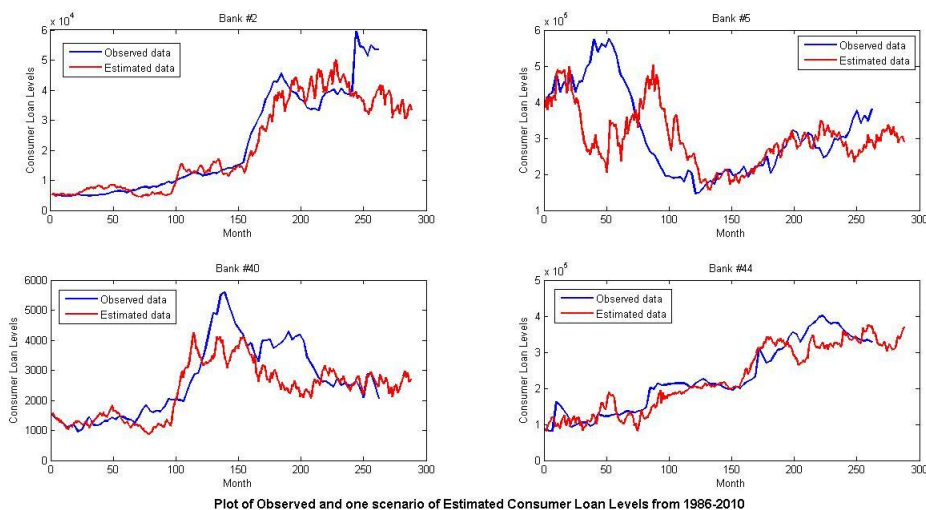 Bank #2
x 10^4
6
5
4
3
2
1
0
Consumer Loan Levels
Observed data
Estimated data
0 50 100 150 200 250 300
Month
Bank #5
x 10^5
6
5
4
3
2
1
Consumer Loan Levels
Observed data
Estimated data
0 50 100 150 200 250 300
Month
Bank #40
6000
5000
4000
3000
2000
1000
0
Consumer Loan Levels
Observed data
Estimated data
0 50 100 150 200 250 300
Month
Bank #44
5
4
3
2
1
0
Consumer Loan Levels
Observed data
Estimated data
0 50 100 150 200 250 300
Month
Plot of Observed and one scenario of Estimated Consumer Loan Levels from 1986-2010